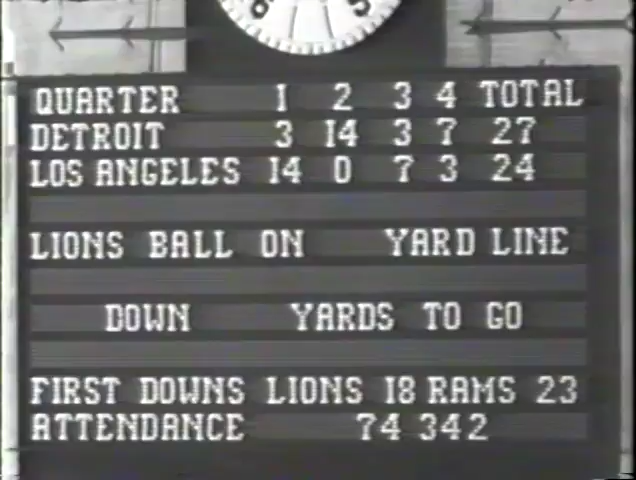 QUARTER 1 2 3 4 TOTAL
DETROIT 3 14 3 7 27
LOS ANGELES 14 0 7 3 24
LIONS BALL ON YARD LINE
DOWN YARDS TO GO
FIRST DOWNS LIONS 18 RAMS 23
ATTENDANCE 74 342